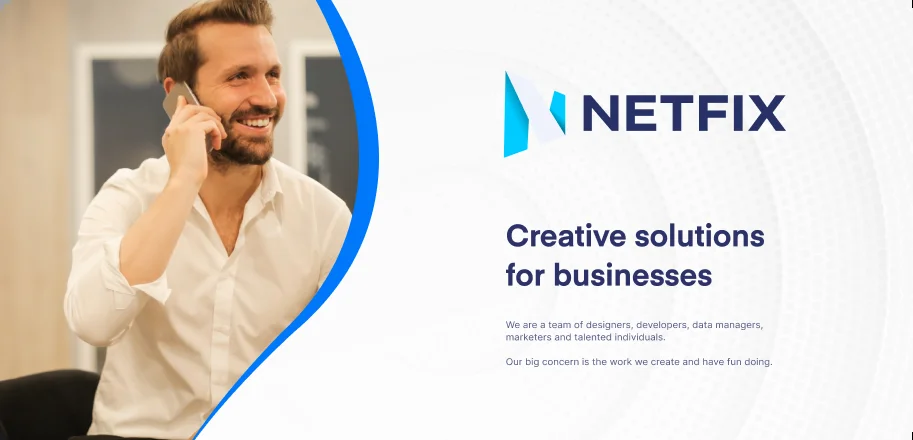 NETFIX
Creative solutions
for businesses
We are a team of designers, developers, data managers,
marketers and talented individuals.
Our big concern is the work we create and have fun doing.